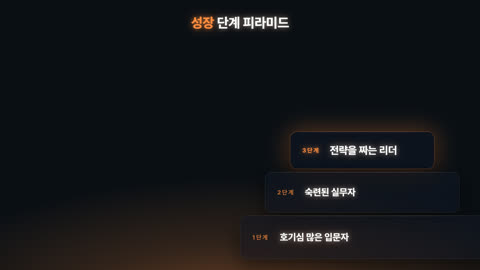 성장 단계 피라미드
3단계 전략을 짜는 리더
2단계 숙련된 실무자
1단계 호기심 많은 입문자